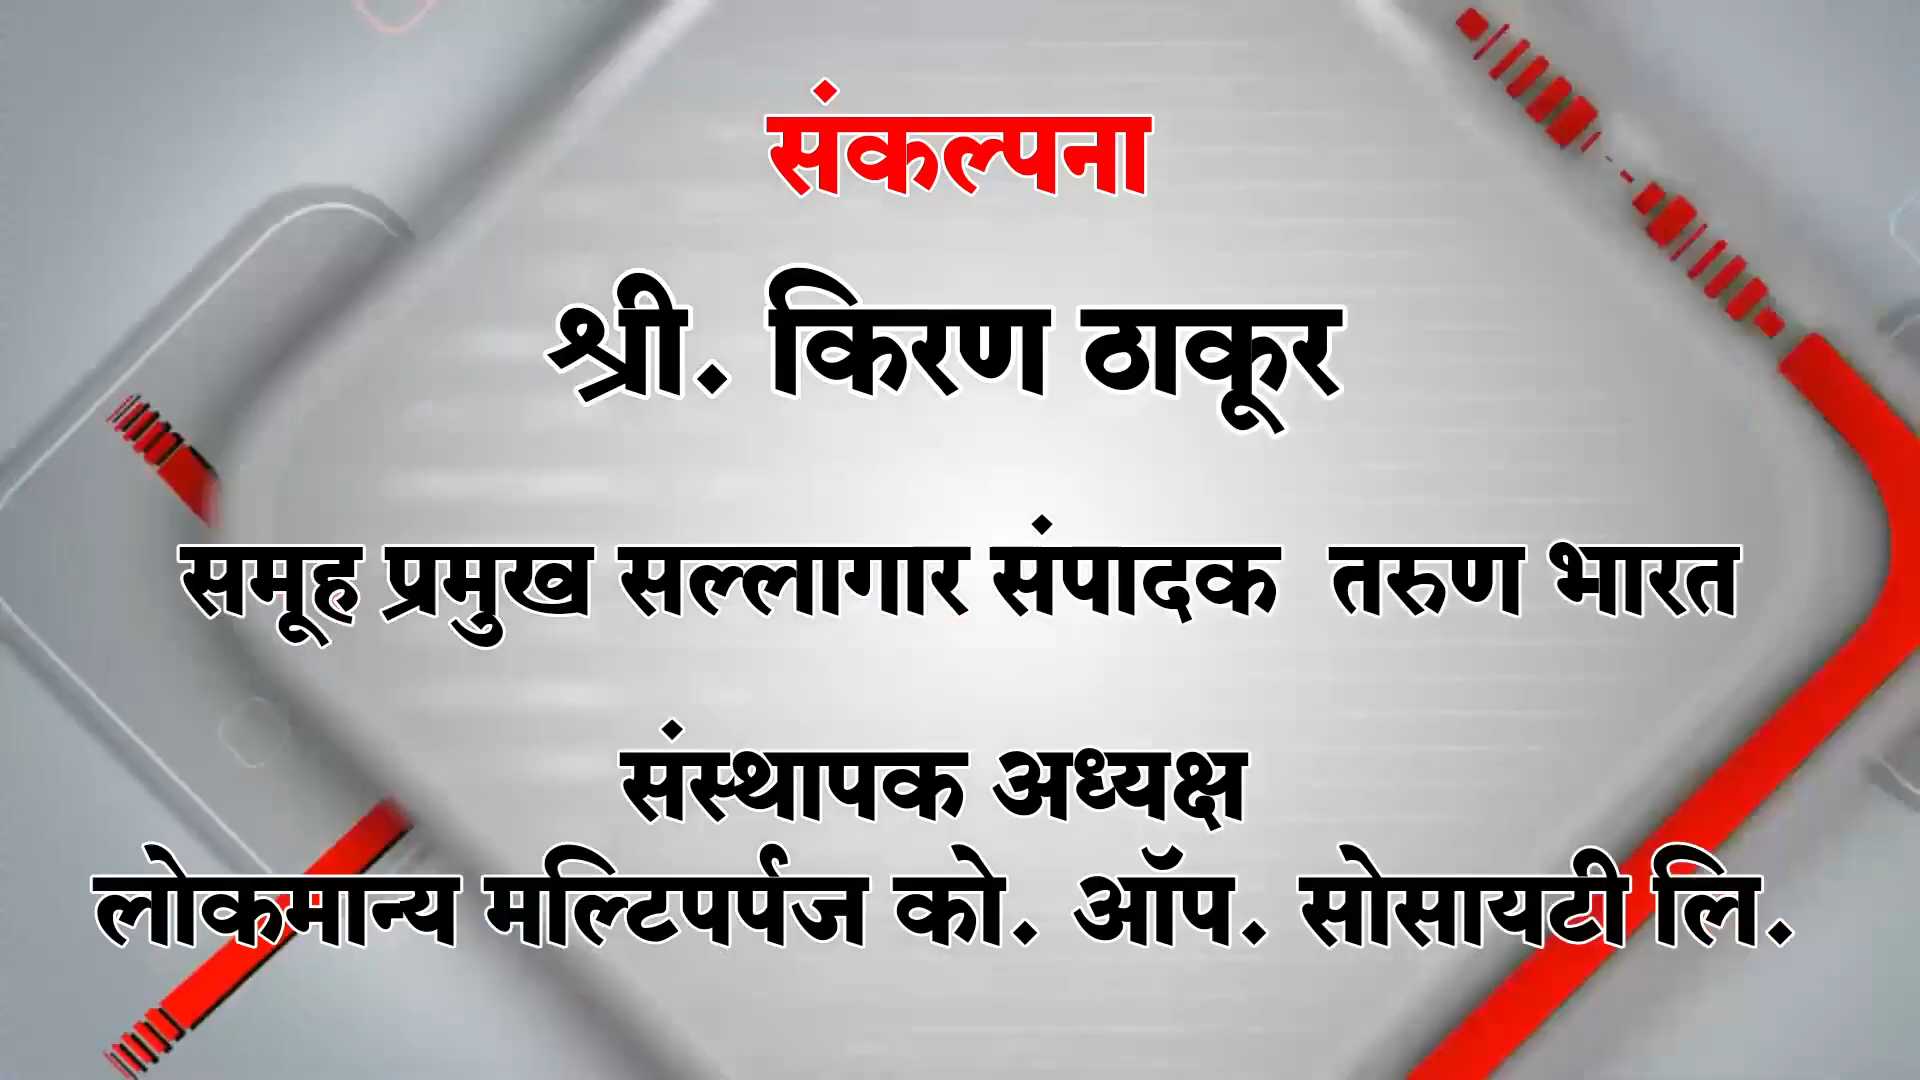 संकल्पना
श्री. किरण ठाकूर
समूह प्रमुख सल्लागार संपादक तरुण भारत
संस्थापक अध्यक्ष
लोकमान्य मल्टिपर्पज को. ऑप. सोसायटी लि.